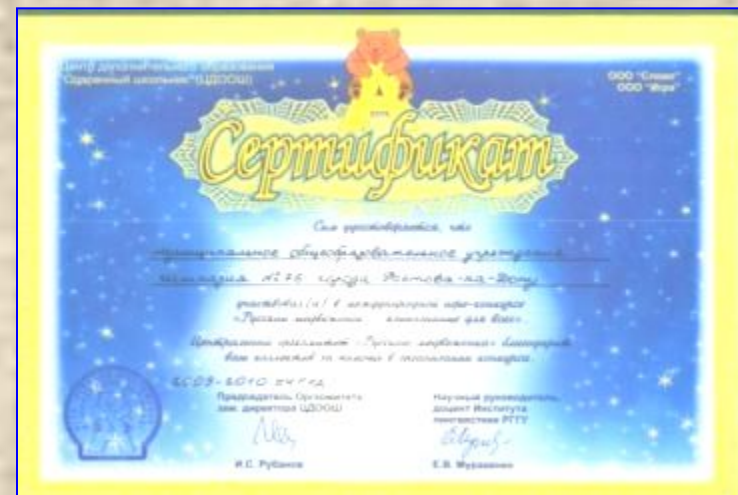 Центр дополнительного образования
"Одаренный школьник" (ЦДООШ)
ООО "Слово"
ООО "Игра"
Сертификат
Сим удостоверяется, что
муниципальное общеобразовательное учреждение
гимназия №76 города Ростова-на-Дону
участвовал(а) в международном игре-конкурсе
«Русский медвежонок - языкознание для всех».
Центральный оргкомитет «Русского медвежонка» благодарит
Ваш коллектив за помощь в организации конкурса.
2009-2010 уч. год
Председатель Оргкомитета
зам. директора ЦДООШ
И.С. Рубанов
Научный руководитель,
доцент Института
лингвистики РГГУ
Е.В. Муравенко